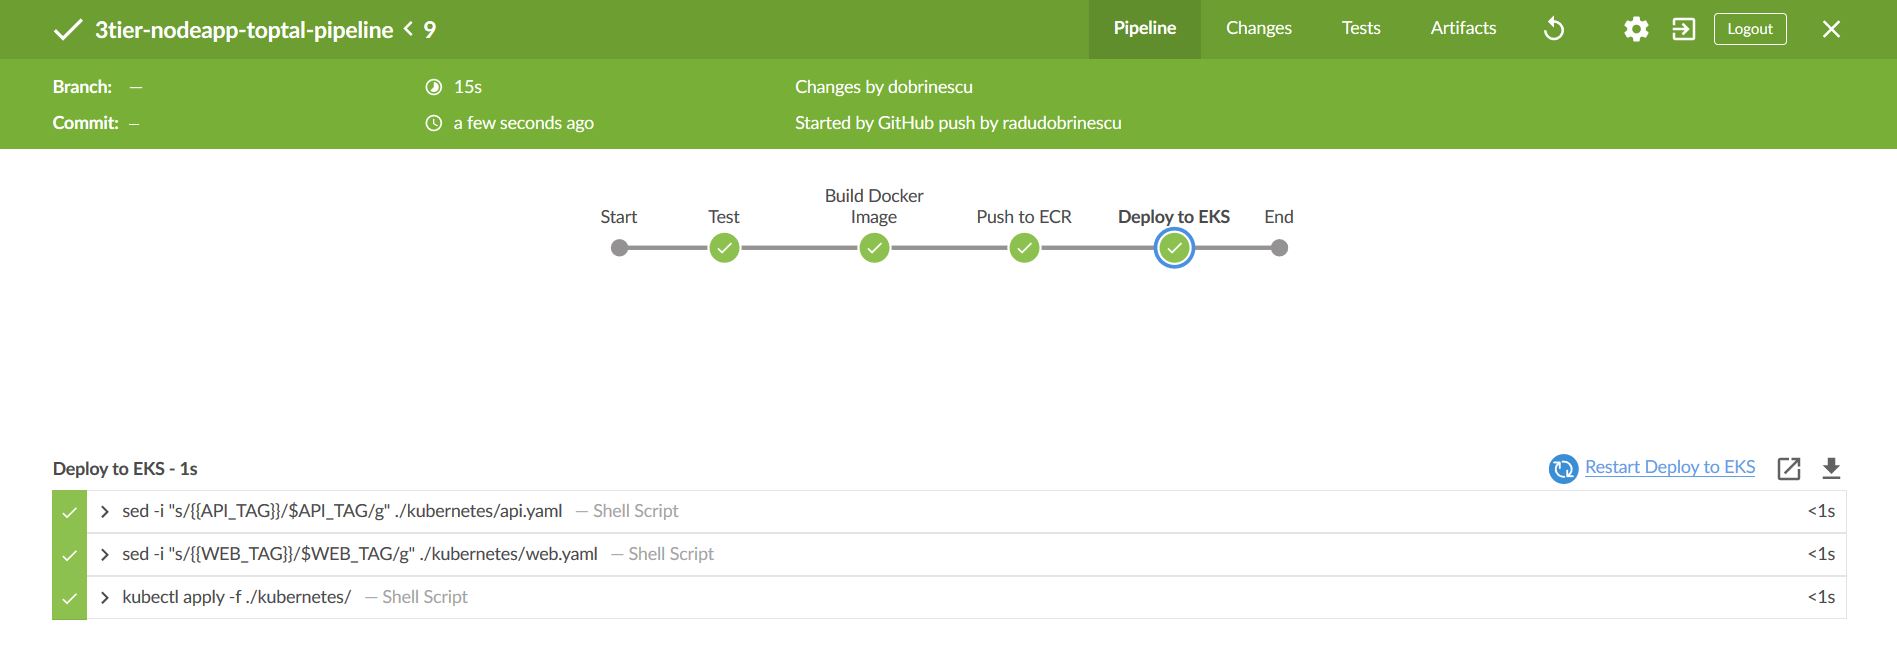 3tier-nodeapp-toptal-pipeline < 9
Pipeline Changes Tests Artifacts Logout
Branch: — 15s Changes by dobrinescu
Commit: – a few seconds ago Started by GitHub push by radudobrinescu
Start Test Build Docker Image Push to ECR Deploy to EKS End
Deploy to EKS - 1s Restart Deploy to EKS
sed -i "s/{{API_TAG}}/$API_TAG/g" ./kubernetes/api.yaml — Shell Script <1s
sed -i "s/{{WEB_TAG}}/$WEB_TAG/g" ./kubernetes/web.yaml — Shell Script <1s
kubectl apply -f ./kubernetes/ — Shell Script <1s